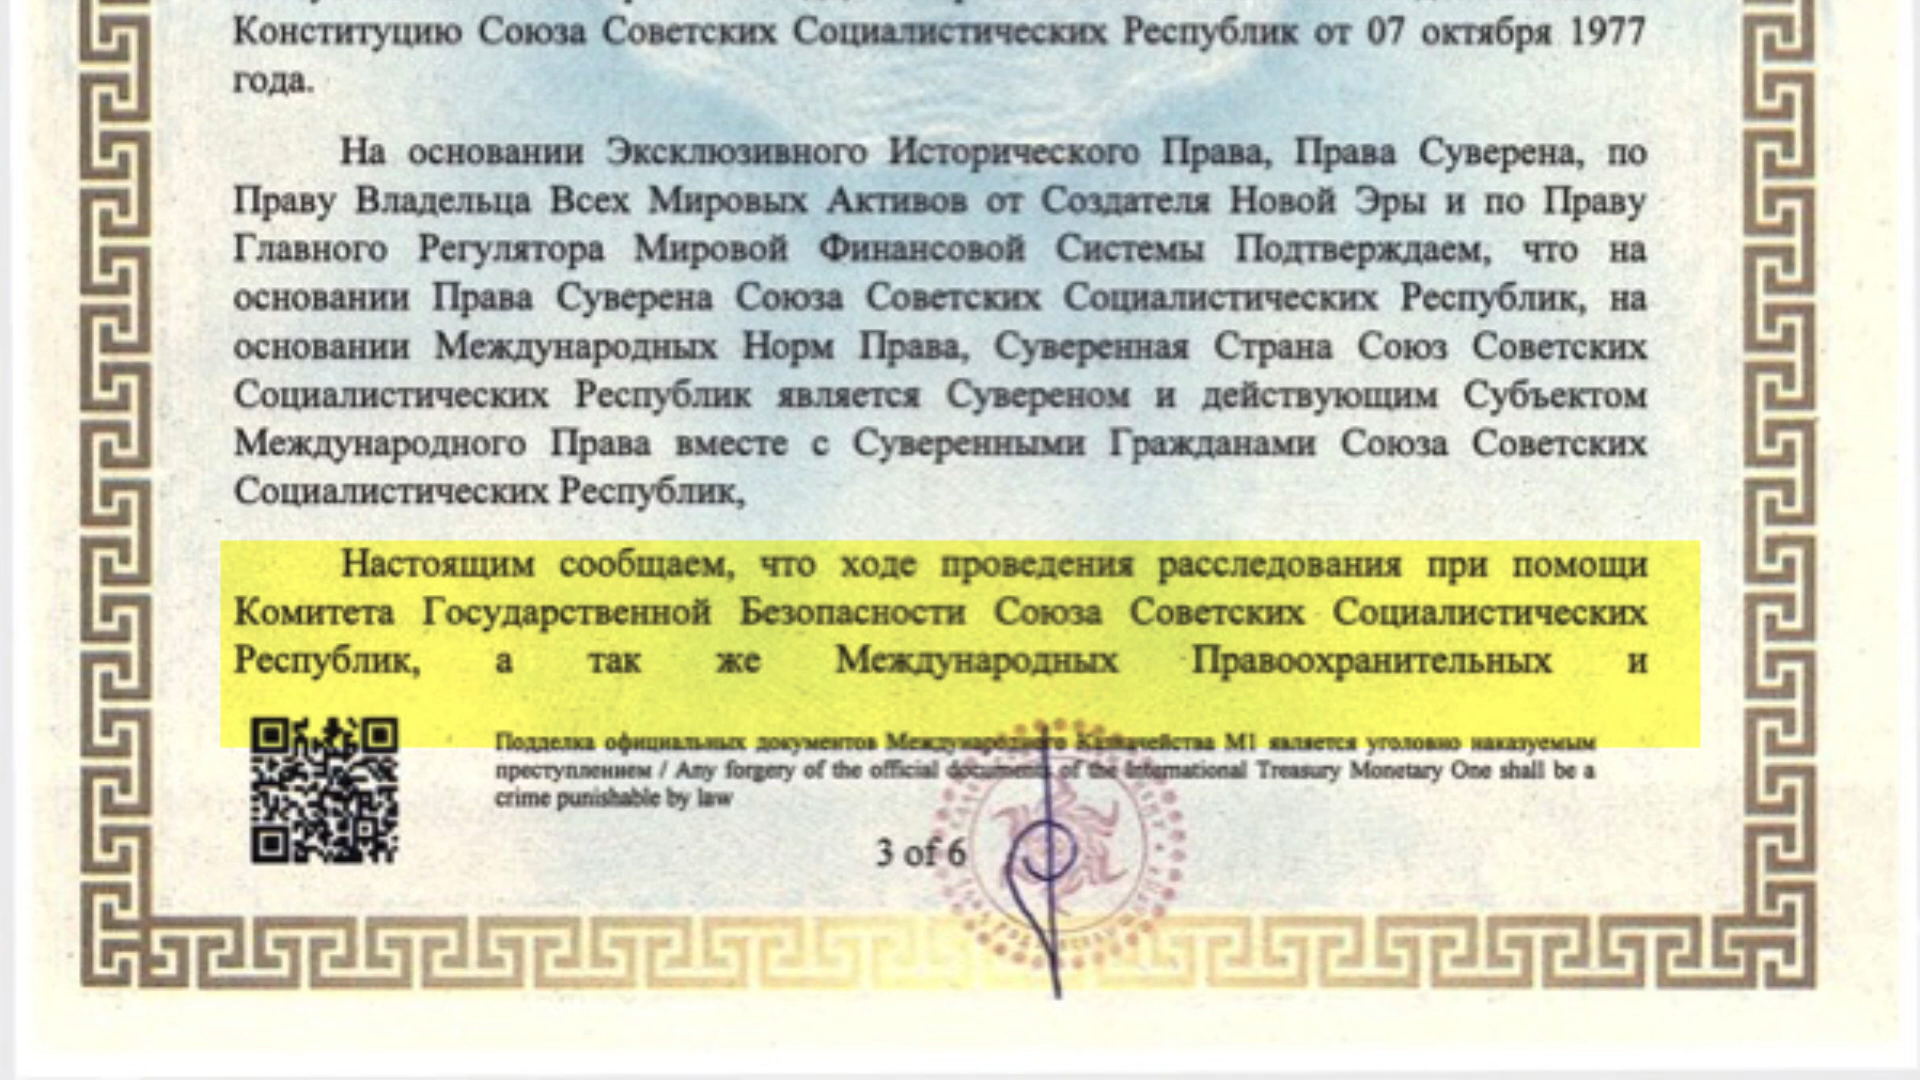 Конституцию Союза Советских Социалистических Республик от 07 октября 1977
года.
На основании Эксклюзивного Исторического Права, Права Суверена, по
Праву Владельца Всех Мировых Активов от Создателя Новой Эры и по Праву
Главного Регулятора Мировой Финансовой Системы Подтверждаем, что на
основании Права Суверена Союза Советских Социалистических Республик, на
основании Международных Норм Права, Суверенная Страна Союз Советских
Социалистических Республик является Сувереном и действующим Субъектом
Международного Права вместе с Суверенными Гражданами Союза Советских
Социалистических Республик,
Настоящим сообщаем, что ходе проведения расследования при помощи
Комитета Государственной Безопасности Союза Советских Социалистических
Республик, а так же Международных Правоохранительных и
Подделка официальных документов Международного Казначейства М1 является уголовно наказуемым
преступлением / Any forgery of the official documents of the International Treasury Monetary One shall be a
crime punishable by law
3 of 6